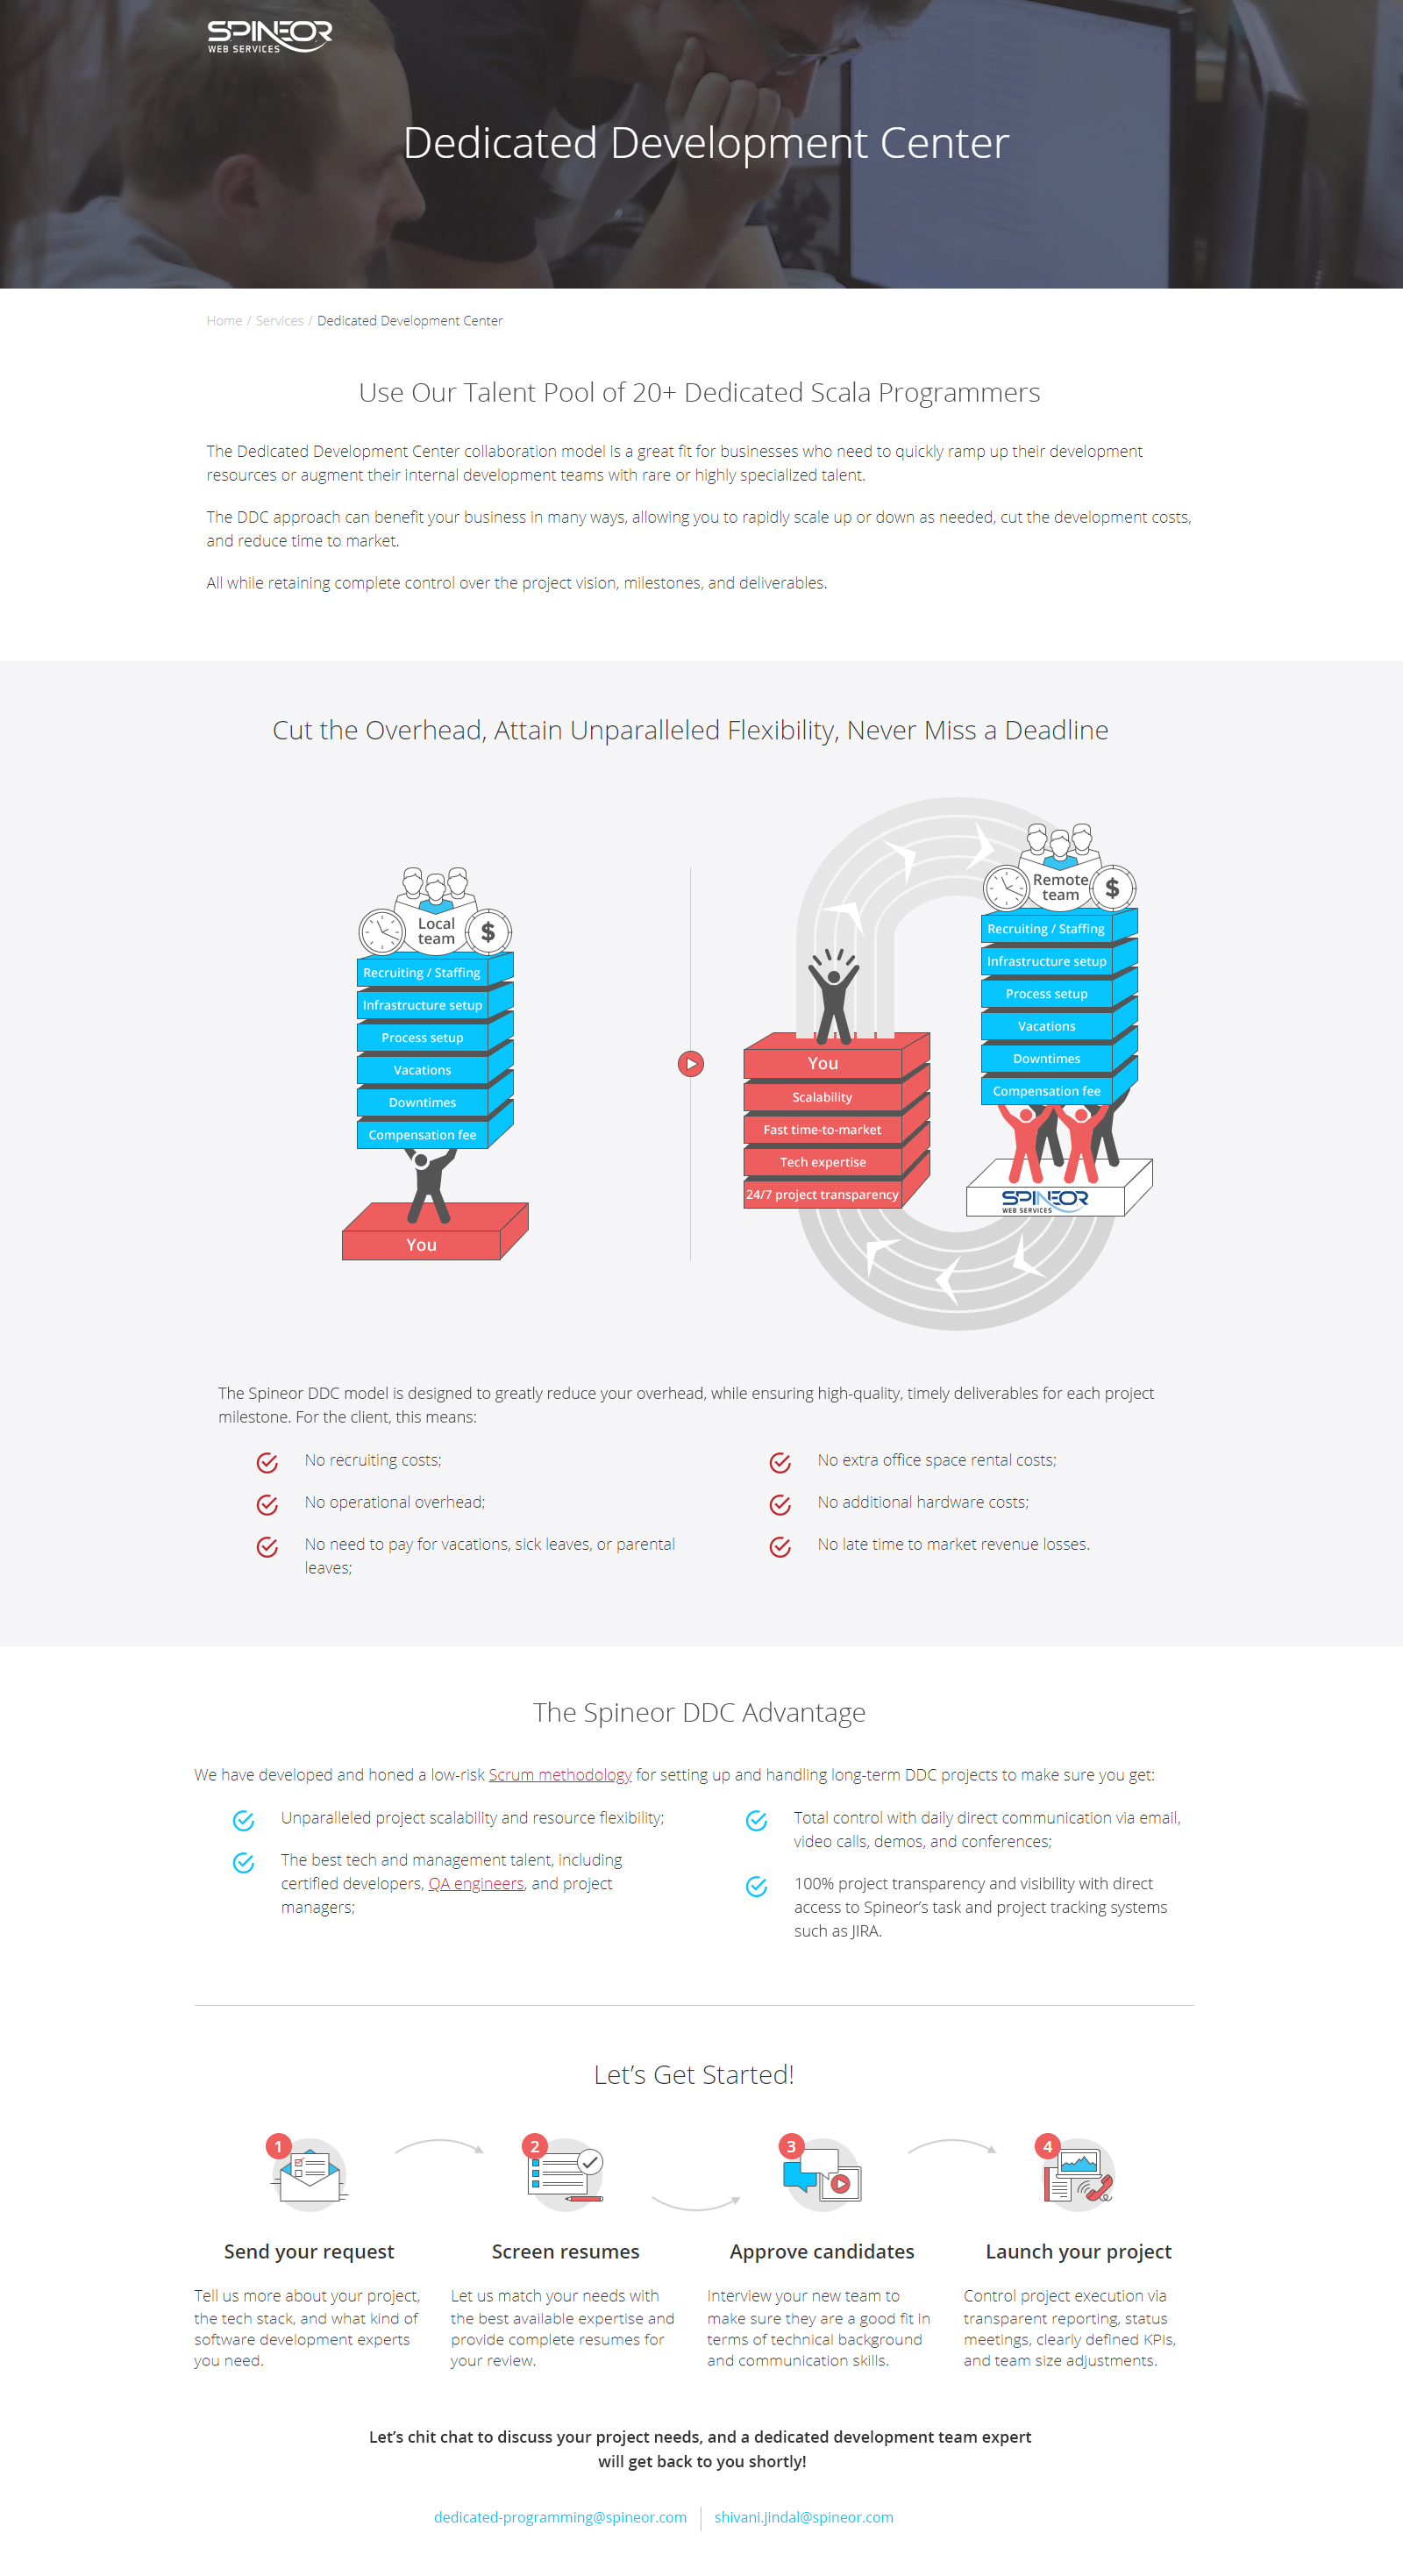 SPINEOR
WEB SERVICES
Dedicated Development Center
Home / Services / Dedicated Development Center
Use Our Talent Pool of 20+ Dedicated Scala Programmers
The Dedicated Development Center collaboration model is a great fit for businesses who need to quickly ramp up their development
resources or augment their internal development teams with rare or highly specialized talent.
The DDC approach can benefit your business in many ways, allowing you to rapidly scale up or down as needed, cut the development costs,
and reduce time to market.
All while retaining complete control over the project vision, milestones, and deliverables.
Cut the Overhead, Attain Unparalleled Flexibility, Never Miss a Deadline
Local
team
$
Recruiting / Staffing
Infrastructure setup
Process setup
Vacations
Downtimes
Compensation fee
You
You
Scalability
Fast time-to-market
Tech expertise
24/7 project transparency
Remote
team
$
Recruiting / Staffing
Infrastructure setup
Process setup
Vacations
Downtimes
Compensation fee
SPINEOR
WEB SERVICES
The Spineor DDC model is designed to greatly reduce your overhead, while ensuring high-quality, timely deliverables for each project
milestone. For the client, this means:
No recruiting costs;
No operational overhead;
No need to pay for vacations, sick leaves, or parental
leaves;
No extra office space rental costs;
No additional hardware costs;
No late time to market revenue losses.
The Spineor DDC Advantage
We have developed and honed a low-risk Scrum methodology for setting up and handling long-term DDC projects to make sure you get:
Unparalleled project scalability and resource flexibility;
The best tech and management talent, including
certified developers, QA engineers, and project
managers;
Total control with daily direct communication via email,
video calls, demos, and conferences;
100% project transparency and visibility with direct
access to Spineor’s task and project tracking systems
such as JIRA.
Let’s Get Started!
1
Send your request
Tell us more about your project,
the tech stack, and what kind of
software development experts
you need.
2
Screen resumes
Let us match your needs with
the best available expertise and
provide complete resumes for
your review.
3
Approve candidates
Interview your new team to
make sure they are a good fit in
terms of technical background
and communication skills.
4
Launch your project
Control project execution via
transparent reporting, status
meetings, clearly defined KPIs,
and team size adjustments.
Let’s chit chat to discuss your project needs, and a dedicated development team expert
will get back to you shortly!
dedicated-programming@spineor.com
shivani.jindal@spineor.com